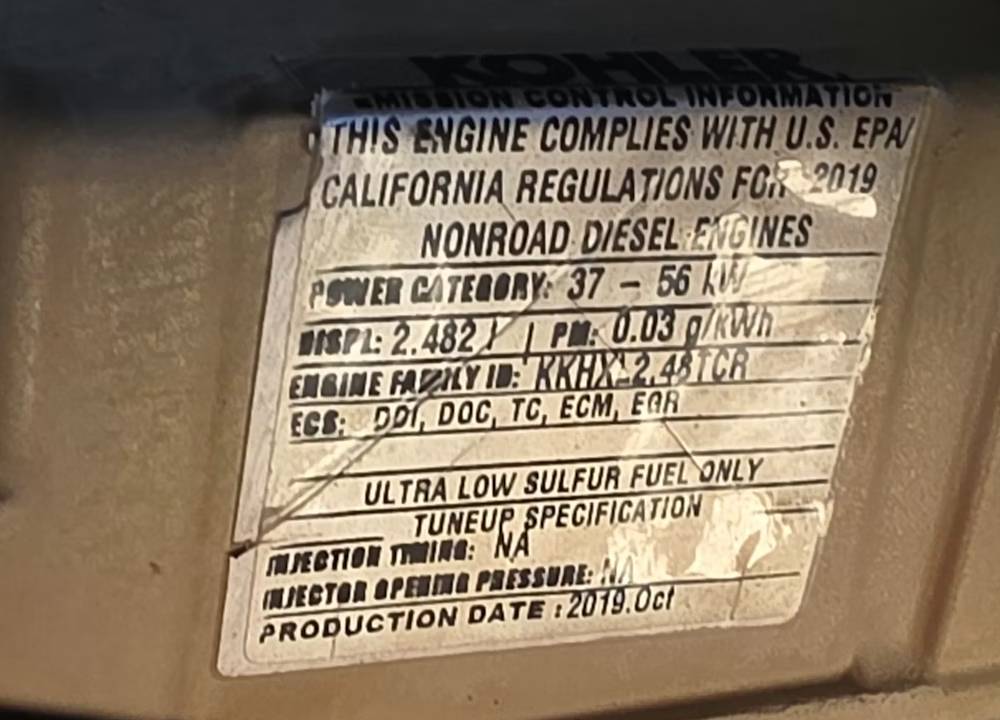 KOHLER.
EMISSION CONTROL INFORMATION
THIS ENGINE COMPLIES WITH U.S. EPA/
CALIFORNIA REGULATIONS FOR 2019
NONROAD DIESEL ENGINES
POWER CATEGORY: 37 – 56 kW
DISPL: 2.482 l | PM: 0.03 g/kWh
ENGINE FAMILY ID: KKHXL2.48TCR
ECS: DDI, DOC, TC, ECM, EGR
ULTRA LOW SULFUR FUEL ONLY
TUNEUP SPECIFICATION
INJECTION TIMING: NA
INJECTOR OPENING PRESSURE: NA
PRODUCTION DATE : 2019.Oct